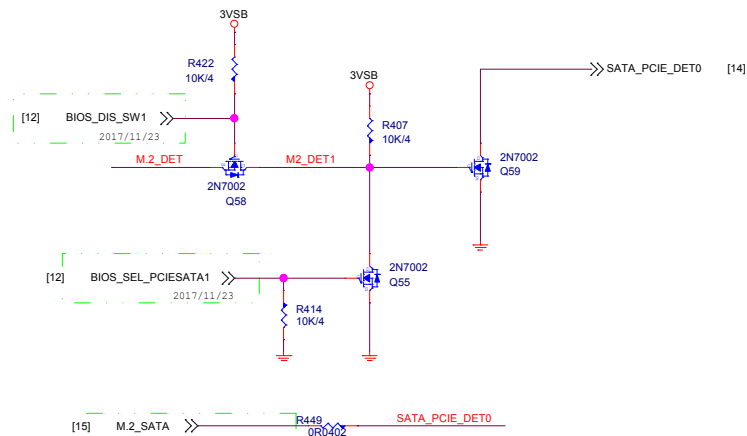 3VSB
R422
10K/4
SATA_PCIE_DET0 [14]
3VSB
[12] BIOS_DIS_SW1
2017/11/23
R407
10K/4
M.2_DET
M2_DET1
2N7002
Q59
2N7002
Q58
[12] BIOS_SEL_PCIESATA1
2017/11/23
2N7002
Q55
R414
10K/4
[15] M.2_SATA
R449
0R0402
SATA_PCIE_DET0